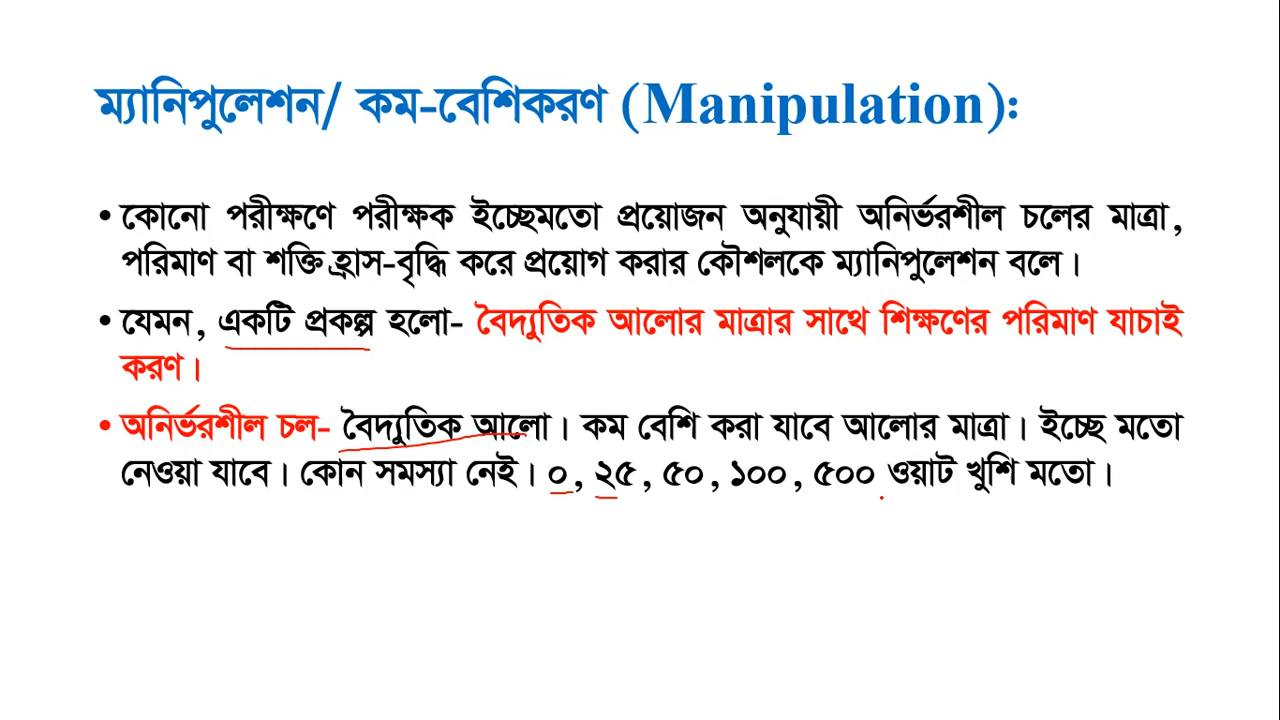 ম্যানিপুলেশন/ কম-বেশিকরণ (Manipulation):
• কোনো পরীক্ষণে পরীক্ষক ইচ্ছেমতো প্রয়োজন অনুযায়ী অনির্ভরশীল চলের মাত্রা,
পরিমাণ বা শক্তি হ্রাস-বৃদ্ধি করে প্রয়োগ করার কৌশলকে ম্যানিপুলেশন বলে।
• যেমন, একটি প্রকল্প হলো- বৈদ্যুতিক আলোর মাত্রার সাথে শিক্ষণের পরিমাণ যাচাই
করণ।
• অনির্ভরশীল চল- বৈদ্যুতিক আলো। কম বেশি করা যাবে আলোর মাত্রা। ইচ্ছে মতো
নেওয়া যাবে। কোন সমস্যা নেই। ০, ২৫, ৫০, ১০০, ৫০০ ওয়াট খুশি মতো।